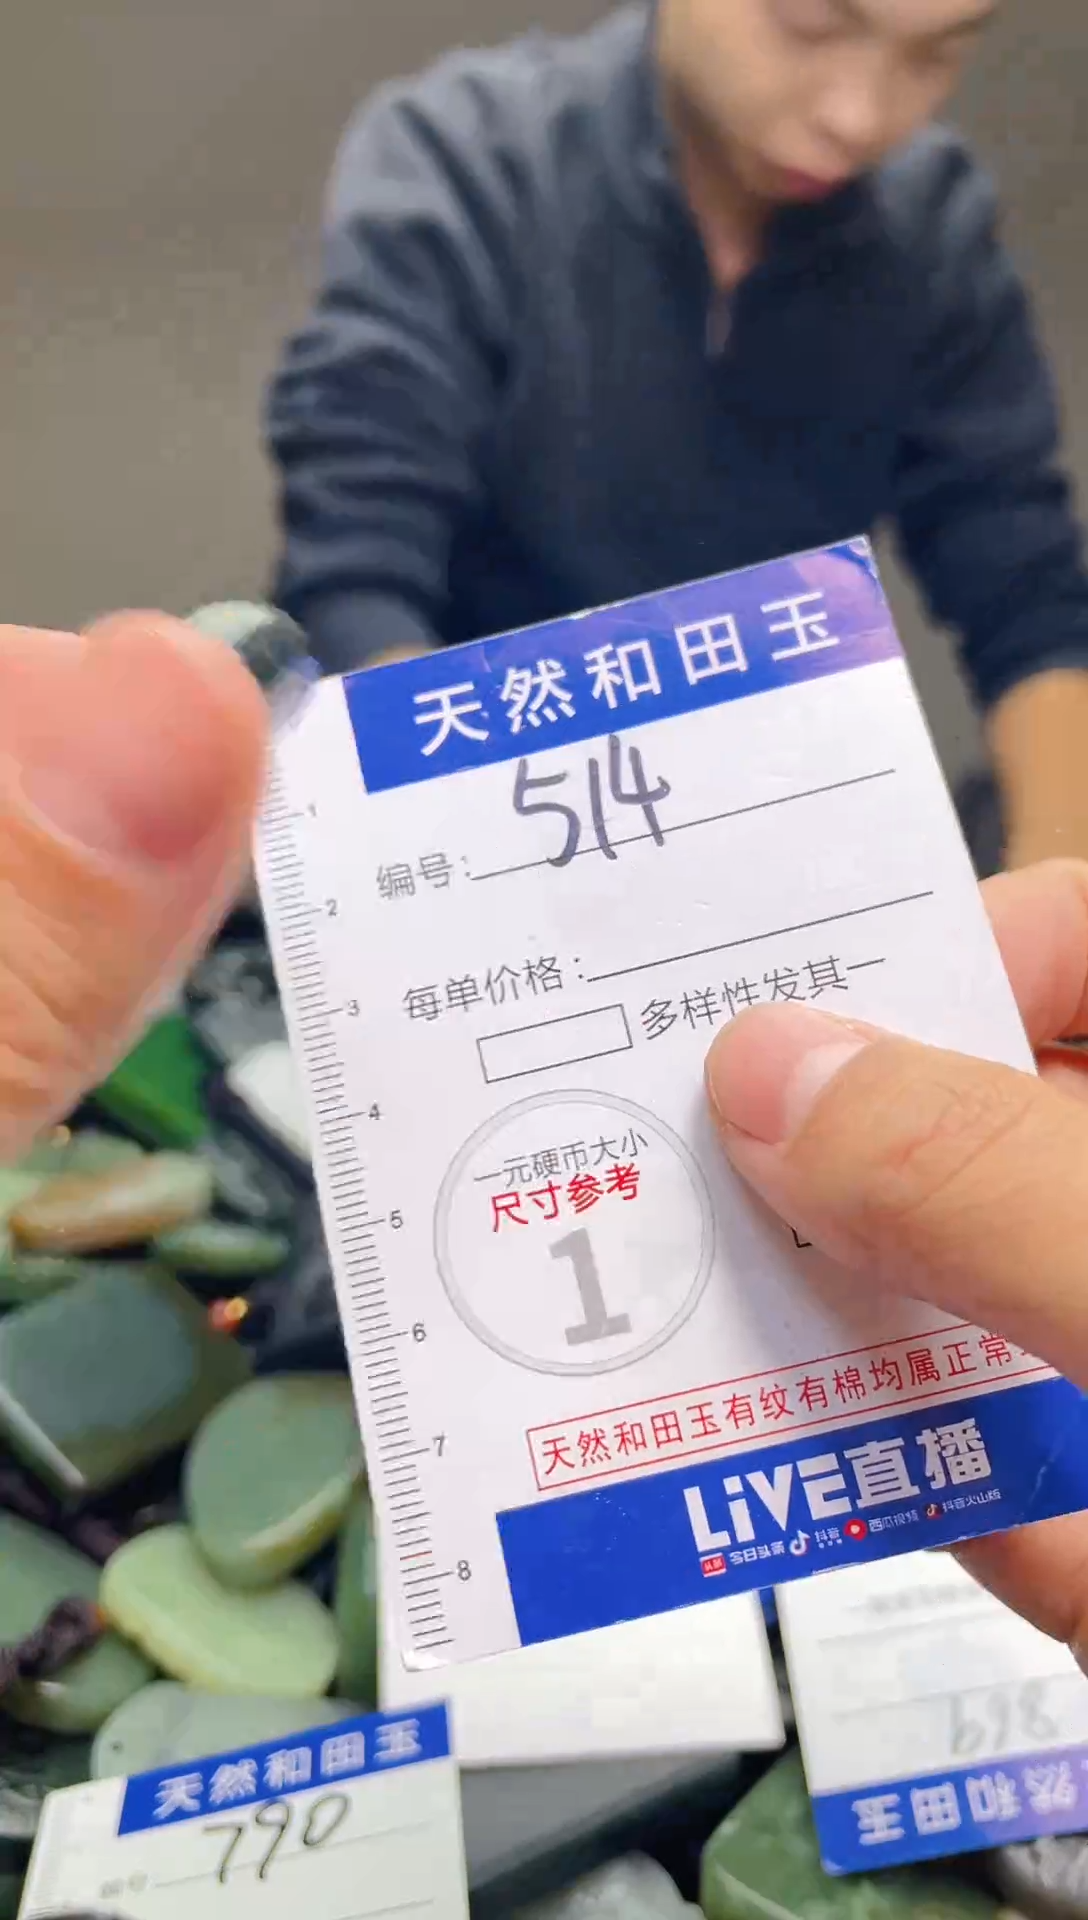 天然和田玉
编号: 514
每单价格:
多样性发其一
一元硬币大小
尺寸参考
1
1
2
3
4
5
6
7
8
天然和田玉有纹有棉均属正常
LiVE直播
今日头条 抖音 西瓜视频 抖音火山版
天然和田玉
790
然和田玉
869